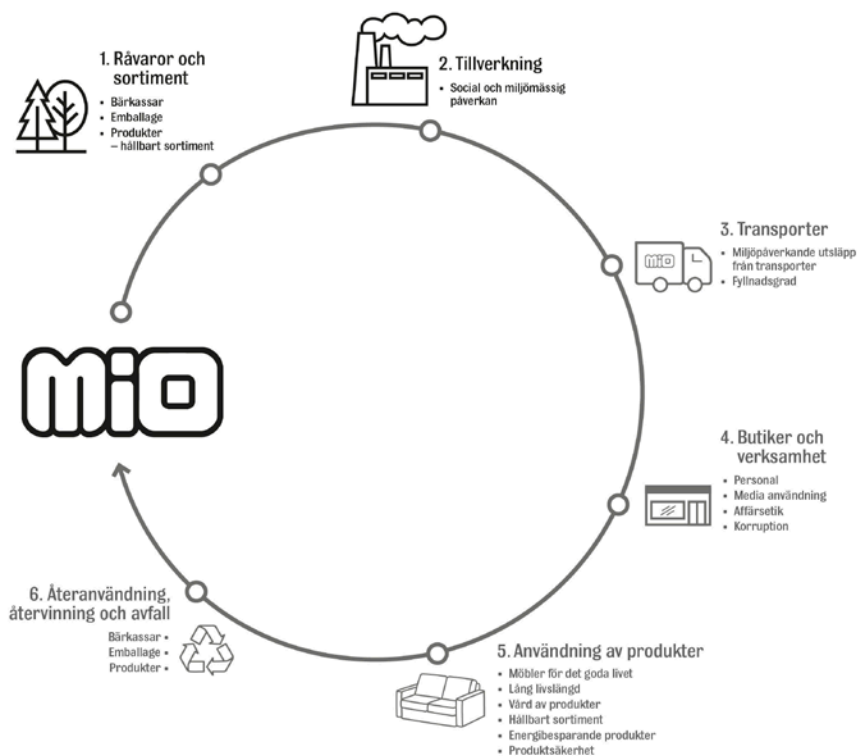 1. Råvaror och
sortiment
• Bärkassar
• Emballage
• Produkter
– hållbart sortiment
2. Tillverkning
• Social och miljömässig
påverkan
3. Transporter
• Miljöpåverkande utsläpp
från transporter
• Fyllnadsgrad
MiO
MiO
4. Butiker och
verksamhet
• Personal
• Media användning
• Affärsetik
• Korruption
5. Användning av produkter
• Möbler för det goda livet
• Lång livslängd
• Vård av produkter
• Hållbart sortiment
• Energibesparande produkter
• Produktsäkerhet
6. Återanvändning,
återvinning och avfall
Bärkassar •
Emballage •
Produkter •